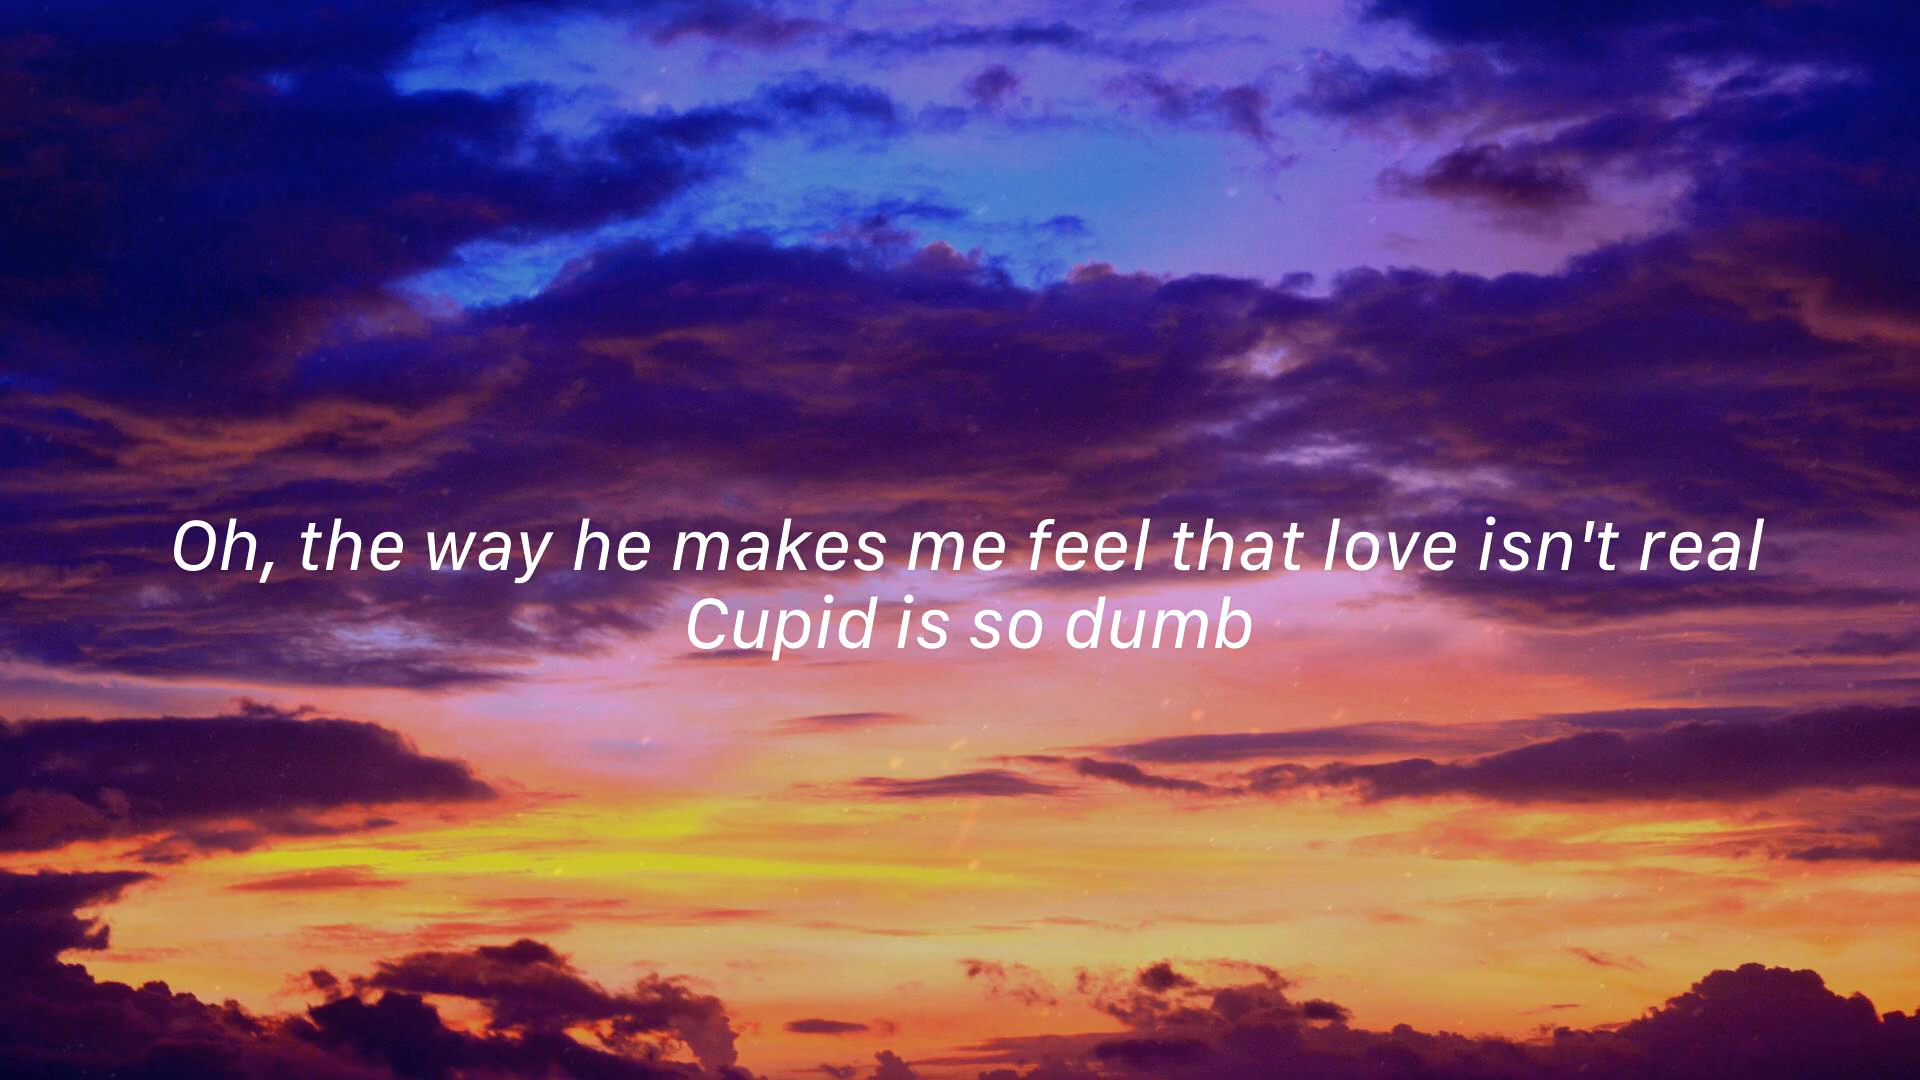 Oh, the way he makes me feel that love isn't real
Cupid is so dumb